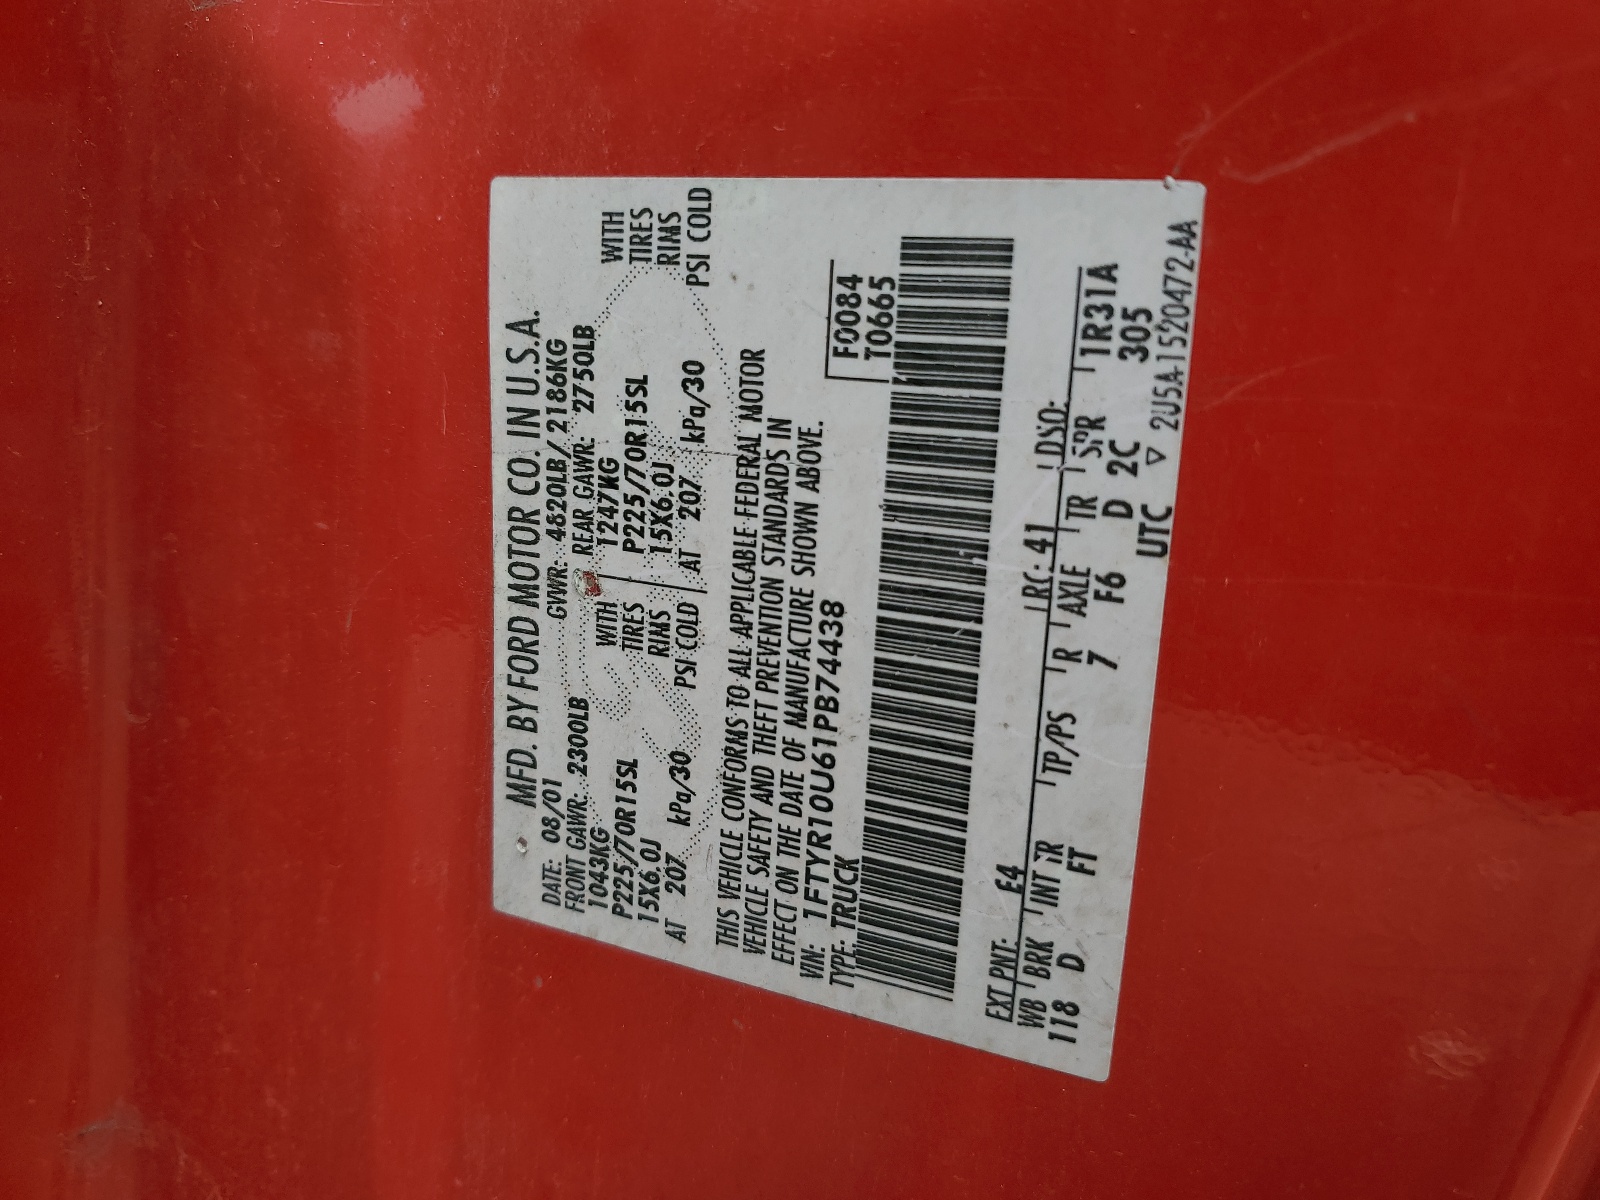 MFD. BY FORD MOTOR CO. IN U.S.A.
DATE: 08/01 GVWR: 4820LB/ 2186KG
FRONT GAWR: 2300LB REAR GAWR: 2750LB
1043KG WITH 1247KG WITH
P225/70R15SL TIRES P225/70R15SL TIRES
15X6.0J RIMS 15X6.0J RIMS
AT 207 kPa/30 PSI COLD AT 207 kPa/30 PSI COLD
THIS VEHICLE CONFORMS TO ALL APPLICABLE FEDERAL MOTOR
VEHICLE SAFETY AND THEFT PREVENTION STANDARDS IN
EFFECT ON THE DATE OF MANUFACTURE SHOWN ABOVE.
VIN: 1FTYR10U61PB74438 F0084
TYPE: TRUCK T0665
EXT PNT: E4 RC: 41 DSO:
WB BRK INT TR TP/PS R AXLE TR SPR 1R31A
118 D FT 7 F6 D 2C 305
UTC ▽ 2U5A-1520472-AA